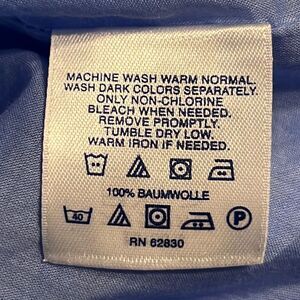 MACHINE WASH WARM NORMAL.
WASH DARK COLORS SEPARATELY.
ONLY NON-CHLORINE
BLEACH WHEN NEEDED.
REMOVE PROMPTLY.
TUMBLE DRY LOW.
WARM IRON IF NEEDED.
100% BAUMWOLLE
40 P
RN 62830